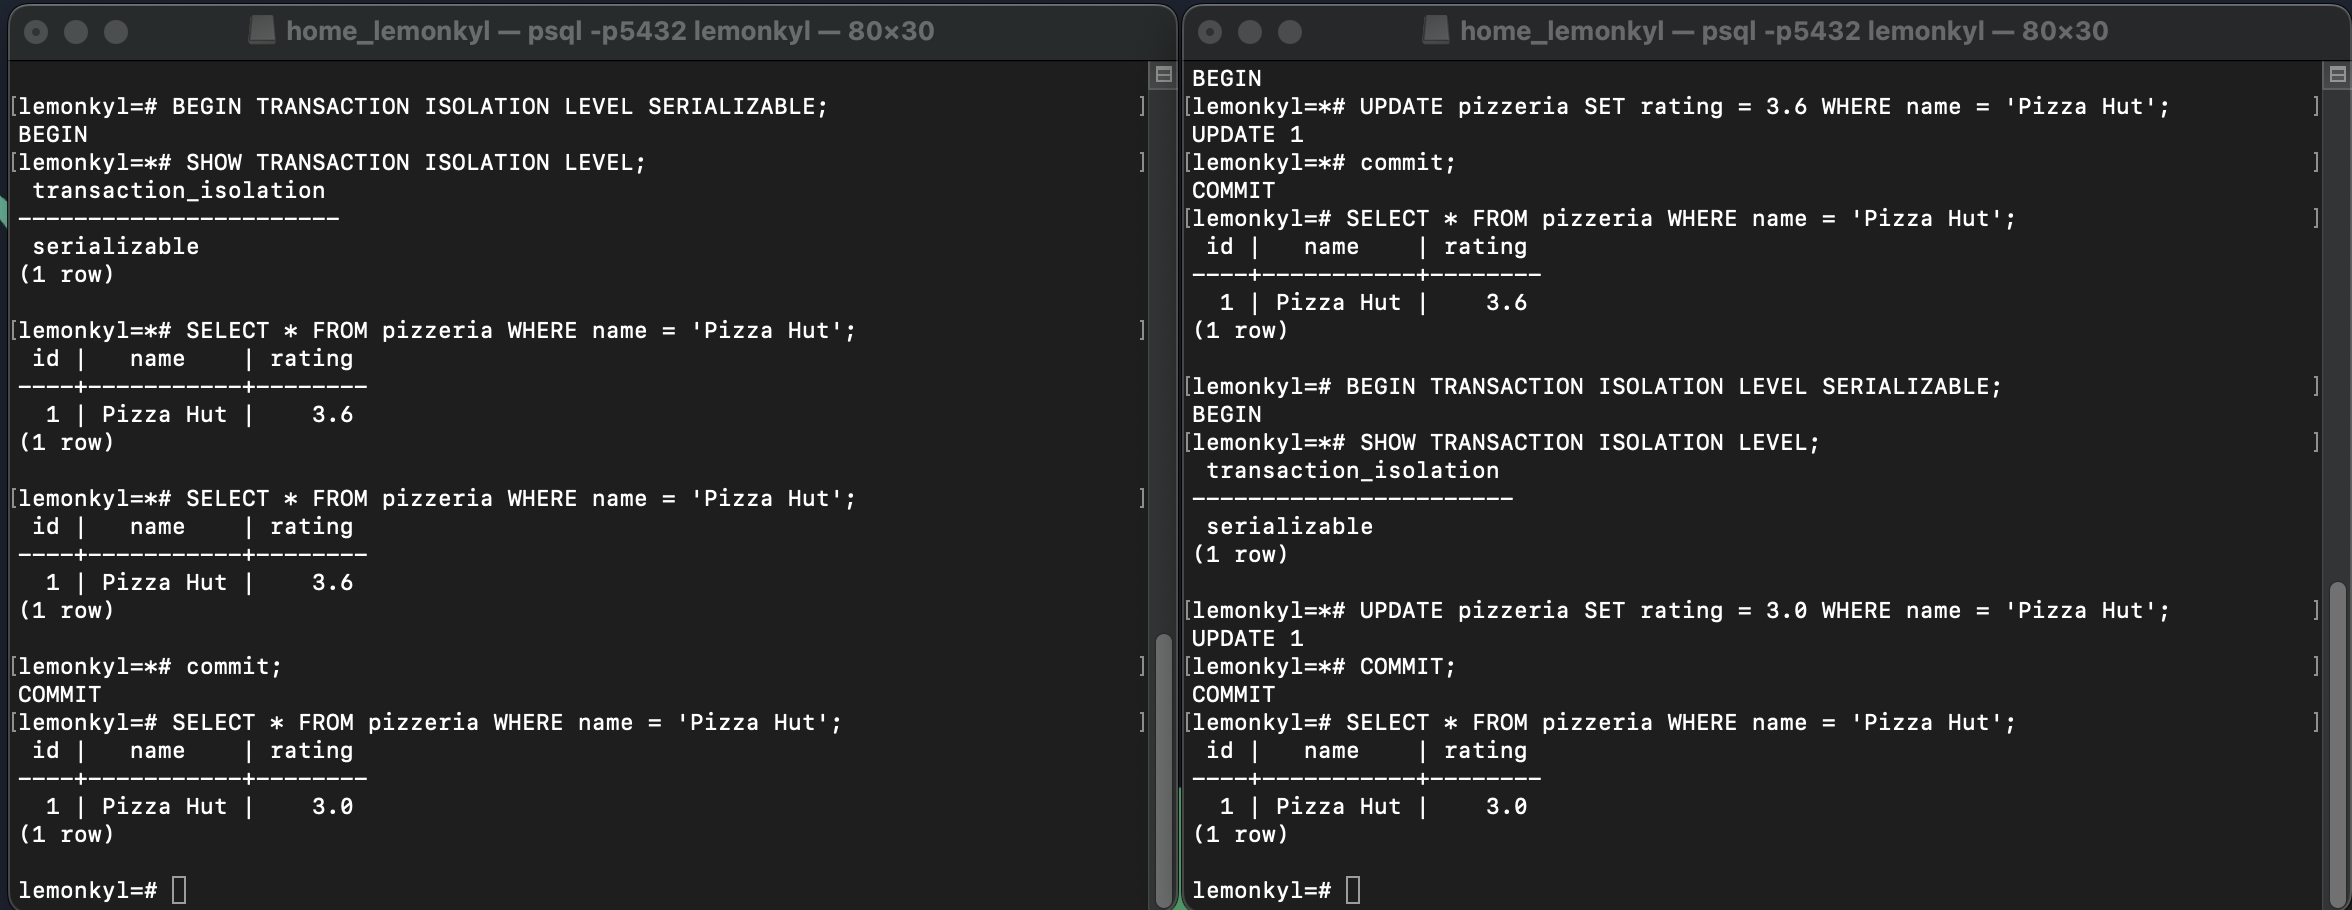 home_lemonkyl — psql -p5432 lemonkyl — 80×30
[lemonkyl=# BEGIN TRANSACTION ISOLATION LEVEL SERIALIZABLE; ]
BEGIN
[lemonkyl=*# SHOW TRANSACTION ISOLATION LEVEL; ]
 transaction_isolation
-----------------------
 serializable
(1 row)
[lemonkyl=*# SELECT * FROM pizzeria WHERE name = 'Pizza Hut'; ]
 id |   name    | rating
----+-----------+--------
  1 | Pizza Hut |    3.6
(1 row)
[lemonkyl=*# SELECT * FROM pizzeria WHERE name = 'Pizza Hut'; ]
 id |   name    | rating
----+-----------+--------
  1 | Pizza Hut |    3.6
(1 row)
[lemonkyl=*# commit; ]
COMMIT
[lemonkyl=# SELECT * FROM pizzeria WHERE name = 'Pizza Hut'; ]
 id |   name    | rating
----+-----------+--------
  1 | Pizza Hut |    3.0
(1 row)
lemonkyl=#
home_lemonkyl — psql -p5432 lemonkyl — 80×30
BEGIN
[lemonkyl=*# UPDATE pizzeria SET rating = 3.6 WHERE name = 'Pizza Hut'; ]
UPDATE 1
[lemonkyl=*# commit; ]
COMMIT
[lemonkyl=# SELECT * FROM pizzeria WHERE name = 'Pizza Hut'; ]
 id |   name    | rating
----+-----------+--------
  1 | Pizza Hut |    3.6
(1 row)
[lemonkyl=# BEGIN TRANSACTION ISOLATION LEVEL SERIALIZABLE; ]
BEGIN
[lemonkyl=*# SHOW TRANSACTION ISOLATION LEVEL; ]
 transaction_isolation
-----------------------
 serializable
(1 row)
[lemonkyl=*# UPDATE pizzeria SET rating = 3.0 WHERE name = 'Pizza Hut'; ]
UPDATE 1
[lemonkyl=*# COMMIT; ]
COMMIT
[lemonkyl=# SELECT * FROM pizzeria WHERE name = 'Pizza Hut'; ]
 id |   name    | rating
----+-----------+--------
  1 | Pizza Hut |    3.0
(1 row)
lemonkyl=#